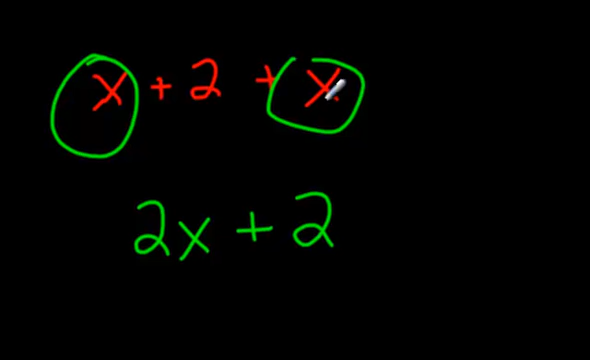 x + 2 + x
2x + 2